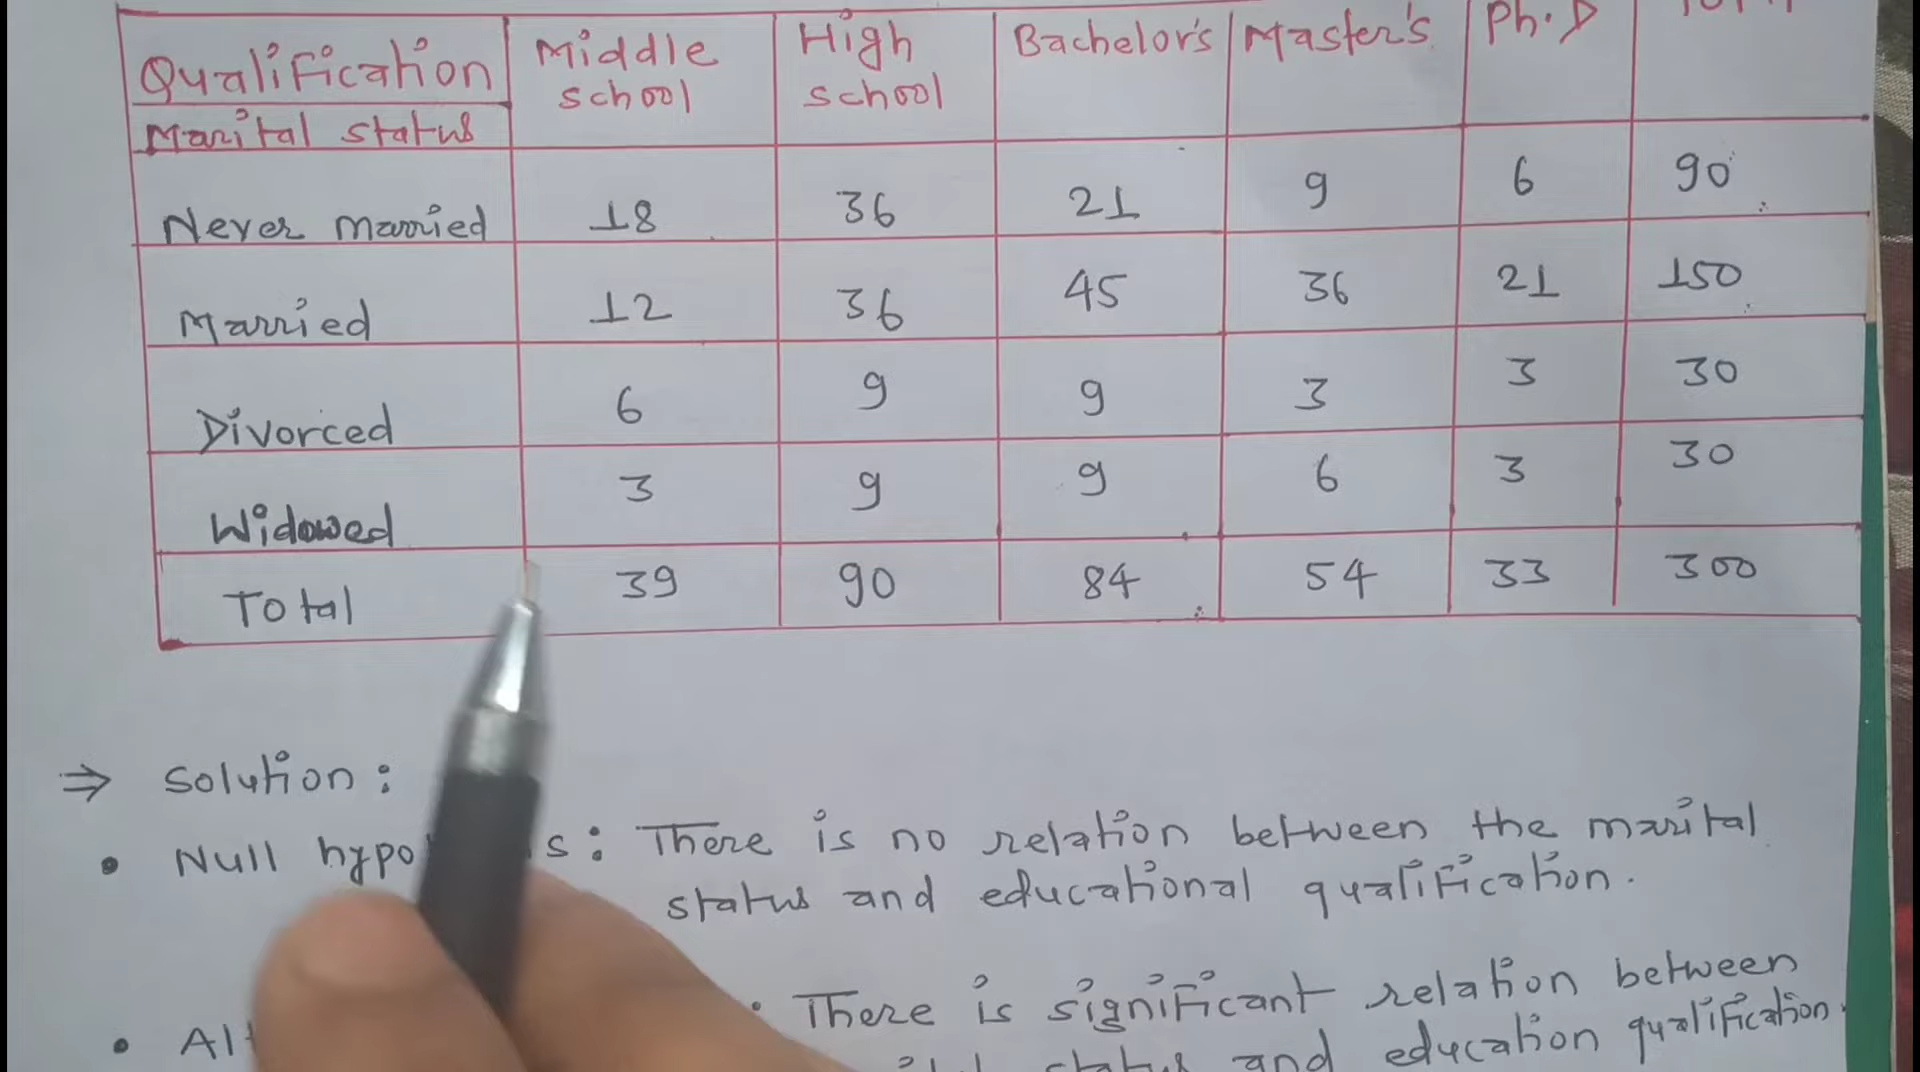 Qualification Middle school High school Bachelor's Master's Ph.D
Marital status
Never married 18 36 21 9 6 90
Married 12 36 45 36 21 150
Divorced 6 9 9 3 3 30
Widowed 3 9 9 6 3 30
Total 39 90 84 54 33 300
⇒ Solution:
• Null : There is no relation between the marital
status and educational qualification.
• There is significant relation between
status and education qualification.